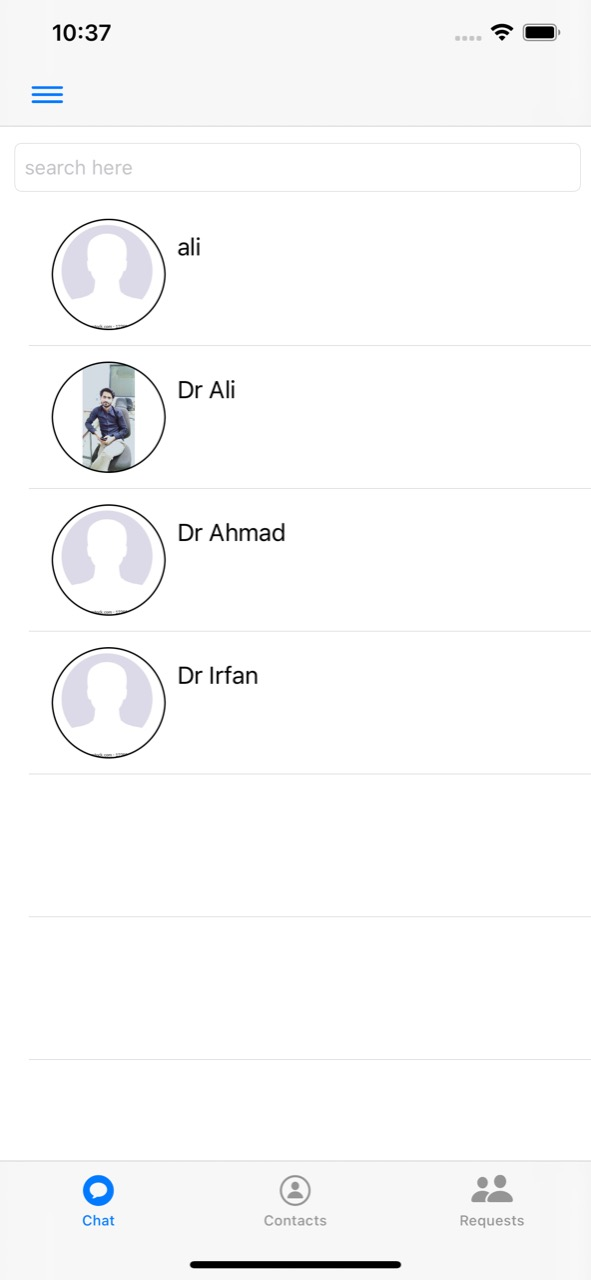 10:37
search here
ali
Dr Ali
Dr Ahmad
Dr Irfan
Chat
Contacts
Requests